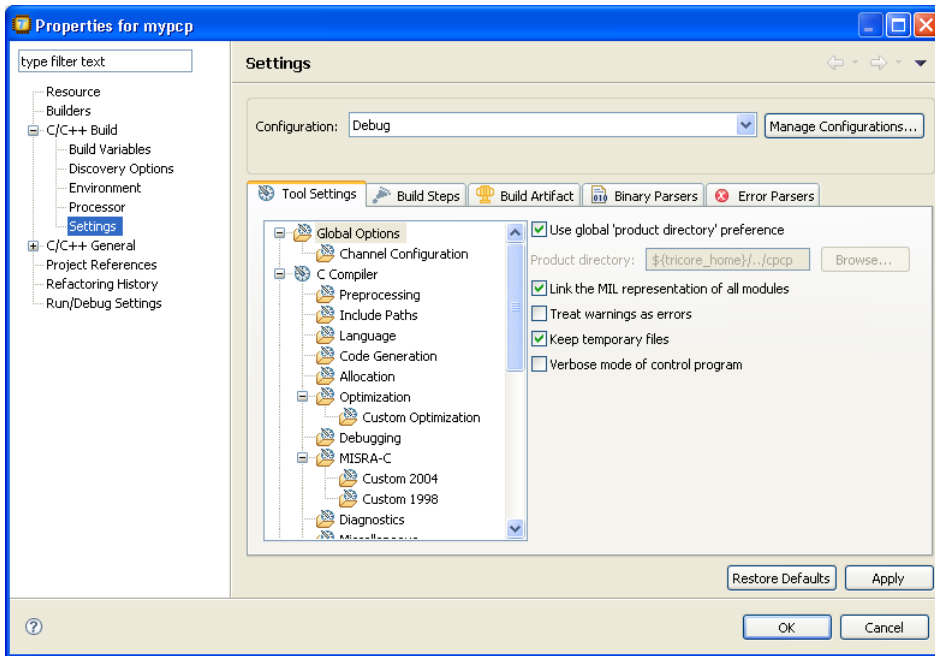 Properties for mypcp
type filter text
Resource
Builders
C/C++ Build
Build Variables
Discovery Options
Environment
Processor
Settings
C/C++ General
Project References
Refactoring History
Run/Debug Settings
Settings
Configuration: Debug Manage Configurations...
Tool Settings Build Steps Build Artifact Binary Parsers Error Parsers
Global Options
Channel Configuration
C Compiler
Preprocessing
Include Paths
Language
Code Generation
Allocation
Optimization
Custom Optimization
Debugging
MISRA-C
Custom 2004
Custom 1998
Diagnostics
Use global 'product directory' preference
Product directory: ${tricore_home}/../cpcp Browse...
Link the MIL representation of all modules
Treat warnings as errors
Keep temporary files
Verbose mode of control program
Restore Defaults Apply
OK Cancel